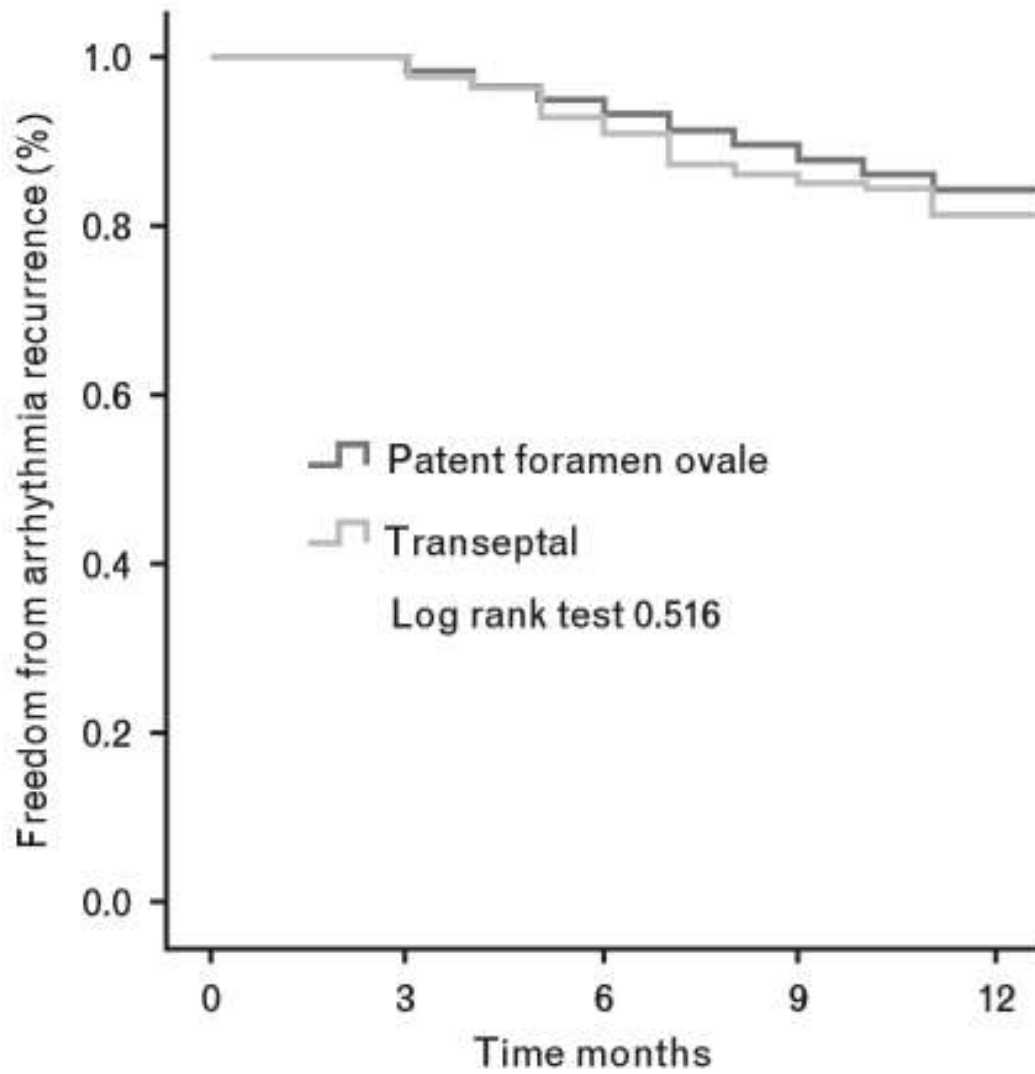 Freedom from arrhythmia recurrence (%)
1.0
0.8
0.6
0.4
0.2
0.0
Patent foramen ovale
Transeptal
Log rank test 0.516
0 3 6 9 12
Time months